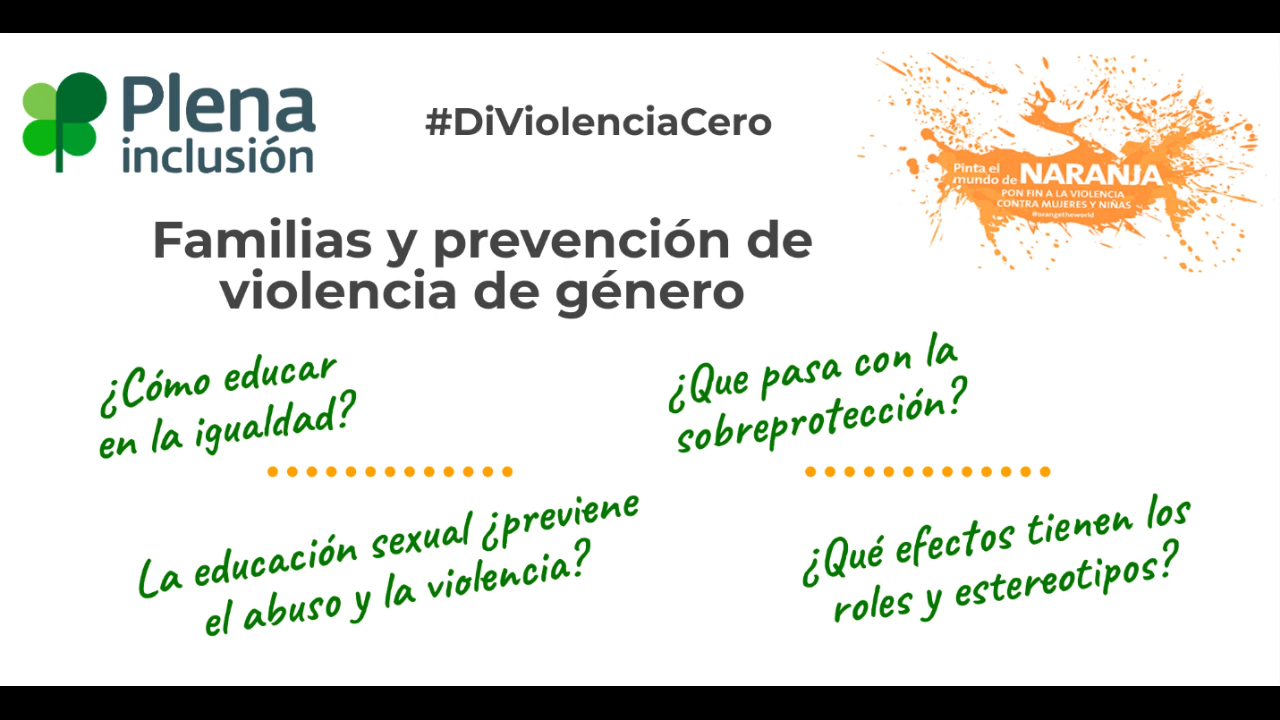 Plena
inclusión
#DiViolenciaCero
Pinta el
mundo de NARANJA
PON FIN A LA VIOLENCIA
CONTRA MUJERES Y NIÑAS
#orangetheworld
Familias y prevención de
violencia de género
¿Cómo educar
en la igualdad?
¿Que pasa con la
sobreprotección?
La educación sexual ¿previene
el abuso y la violencia?
¿Qué efectos tienen los
roles y estereotipos?